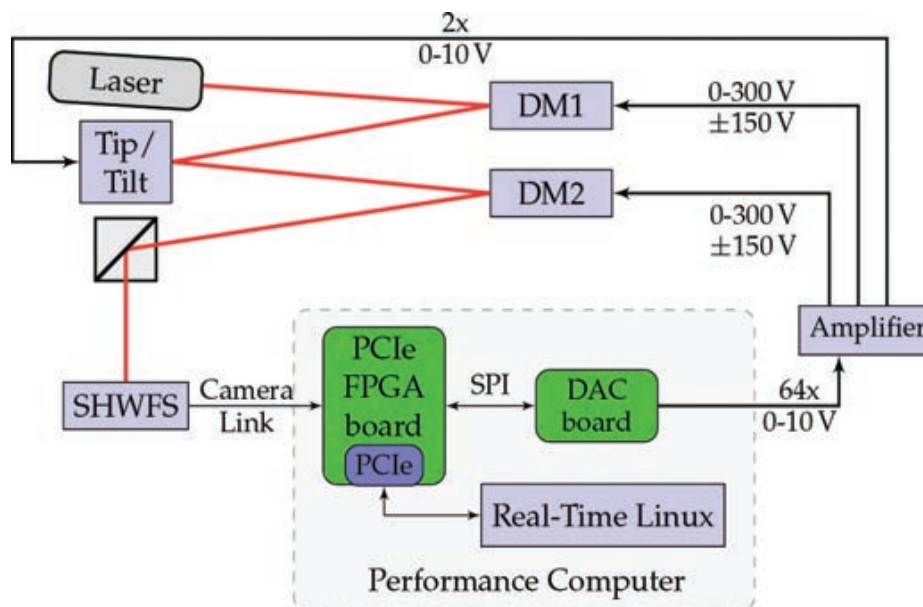 2x
0-10 V
Laser
DM1
0-300 V
±150 V
Tip/
Tilt
DM2
0-300 V
±150 V
Amplifier
PCIe
FPGA
board
PCIe
SHWFS
Camera
Link
SPI
DAC
board
64x
0-10 V
Real-Time Linux
Performance Computer